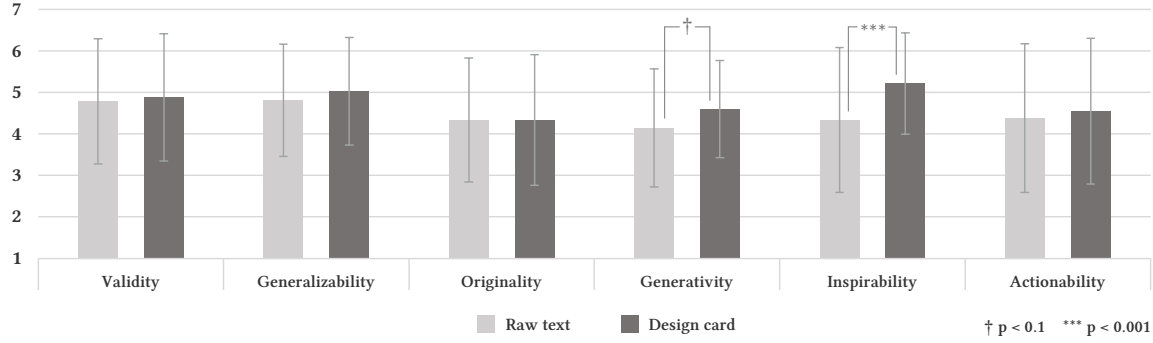 7
6
5
4
3
2
1
†
***
Validity
Generalizability
Originality
Generativity
Inspirability
Actionability
Raw text
Design card
† p < 0.1 *** p < 0.001